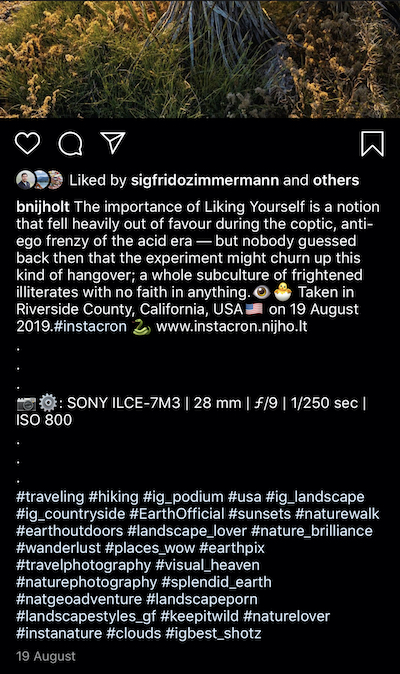 Liked by sigfridozimmermann and others
bnijholt The importance of Liking Yourself is a notion
that fell heavily out of favour during the coptic, anti-
ego frenzy of the acid era — but nobody guessed
back then that the experiment might churn up this
kind of hangover; a whole subculture of frightened
illiterates with no faith in anything.👁️🐣 Taken in
Riverside County, California, USA🇺🇸 on 19 August
2019.#instacron 🐍 www.instacron.nijho.lt
.
.
.
📷⚙️: SONY ILCE-7M3 | 28 mm | ƒ/9 | 1/250 sec |
ISO 800
.
.
.
#traveling #hiking #ig_podium #usa #ig_landscape
#ig_countryside #EarthOfficial #sunsets #naturewalk
#earthoutdoors #landscape_lover #nature_brilliance
#wanderlust #places_wow #earthpix
#travelphotography #visual_heaven
#naturephotography #splendid_earth
#natgeoadventure #landscapeporn
#landscapestyles_gf #keepitwild #naturelover
#instanature #clouds #igbest_shotz
19 August